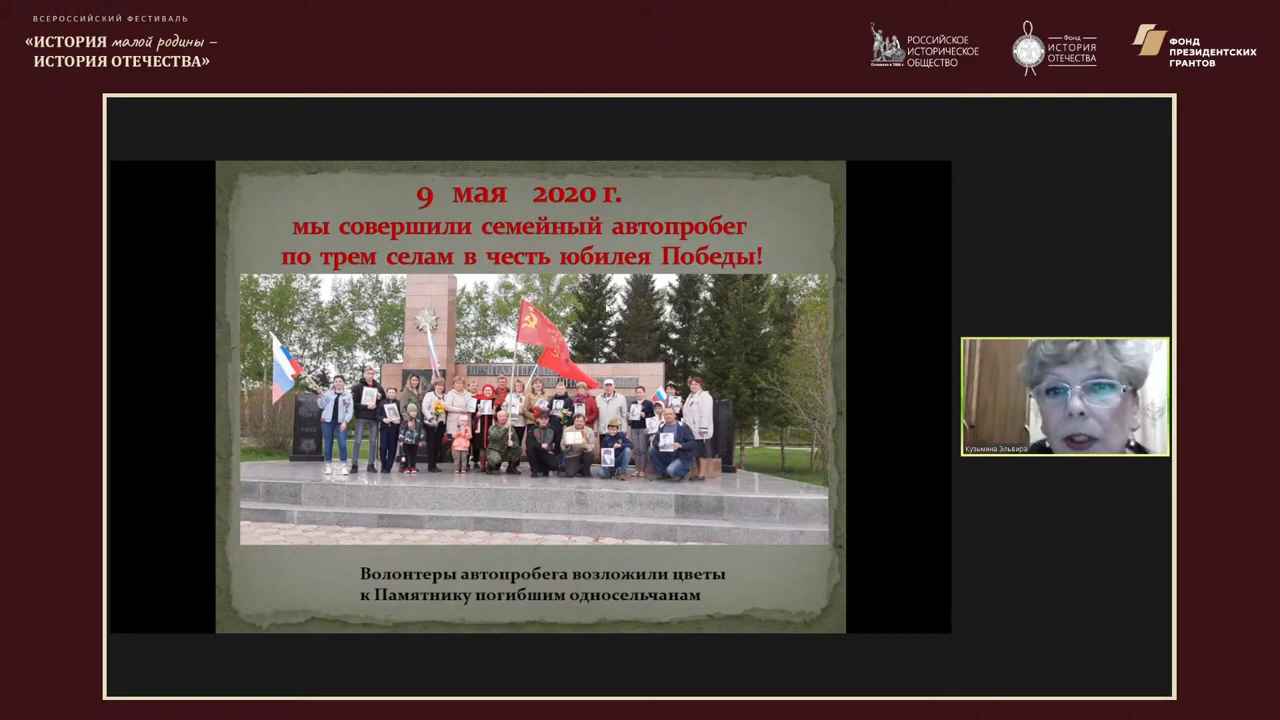 ВСЕРОССИЙСКИЙ ФЕСТИВАЛЬ
«ИСТОРИЯ малой родины –
ИСТОРИЯ ОТЕЧЕСТВА»
РОССИЙСКОЕ
ИСТОРИЧЕСКОЕ
ОБЩЕСТВО
Основано в 1866 г.
Фонд
ИСТОРИЯ
ОТЕЧЕСТВА
ФОНД
ПРЕЗИДЕНТСКИХ
ГРАНТОВ
9 мая 2020 г.
мы совершили семейный автопробег
по трем селам в честь юбилея Победы!
Волонтеры автопробега возложили цветы
к Памятнику погибшим односельчанам
Кузьмина Эльвира